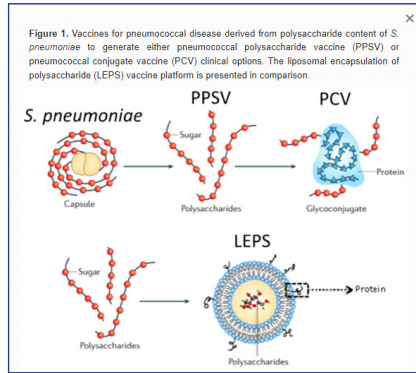 ×
Figure 1. Vaccines for pneumococcal disease derived from polysaccharide content of S.
pneumoniae to generate either pneumococcal polysaccharide vaccine (PPSV) or
pneumococcal conjugate vaccine (PCV) clinical options. The liposomal encapsulation of
polysaccharide (LEPS) vaccine platform is presented in comparison.
PPSV
PCV
S. pneumoniae
Sugar
Protein
Capsule
Polysaccharides
Glycoconjugate
LEPS
Sugar
Protein
Polysaccharides
Polysaccharides